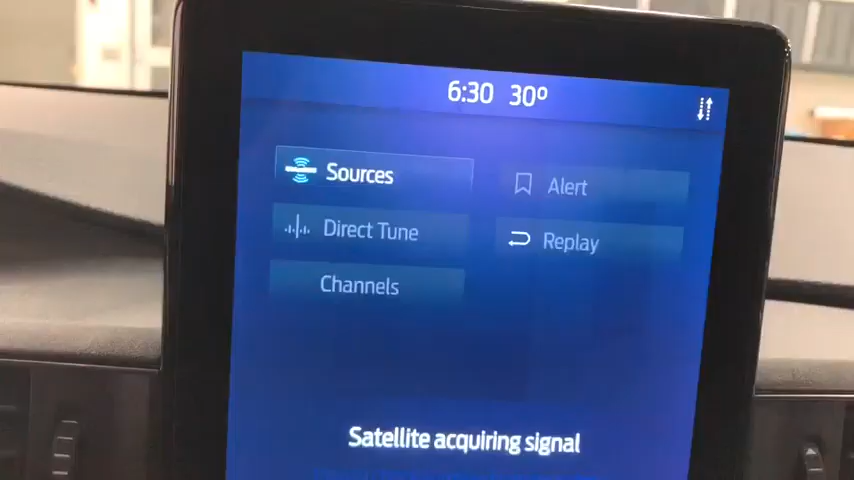 6:30 30º
Sources
Alert
Direct Tune
Replay
Channels
Satellite acquiring signal